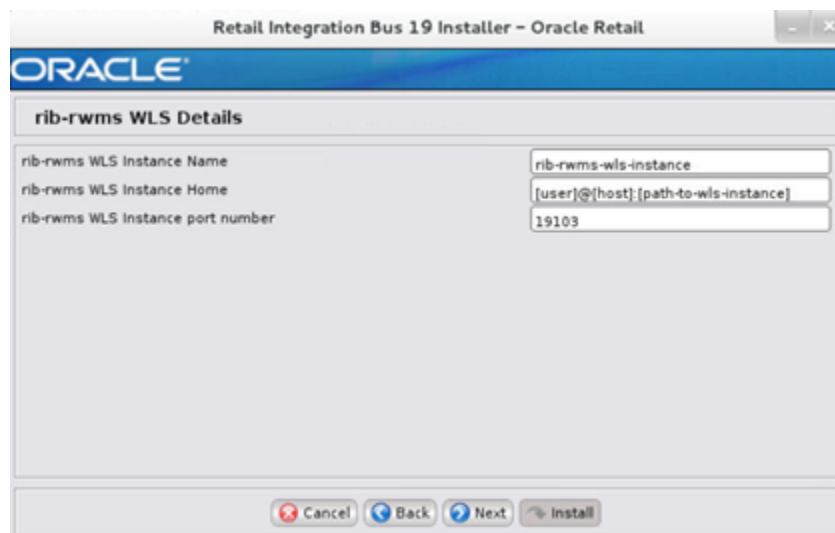 Retail Integration Bus 19 Installer – Oracle Retail
ORACLE
rib-rwms WLS Details
rib-rwms WLS Instance Name rib-rwms-wls-instance
rib-rwms WLS Instance Home [user]@[host]:[path-to-wls-instance]
rib-rwms WLS Instance port number 19103
Cancel Back Next Install